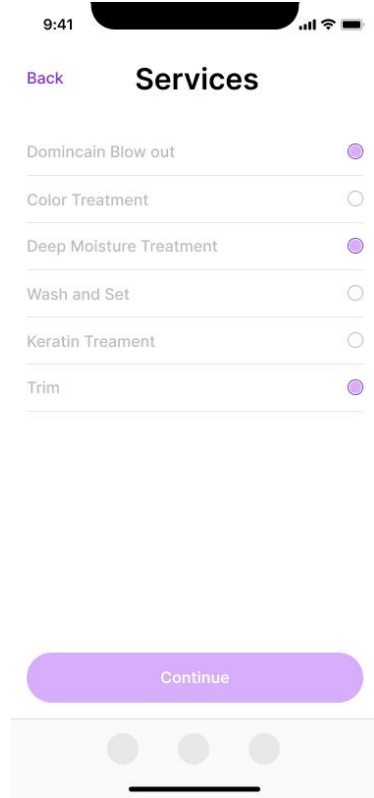 9:41
Back
Services
Domincain Blow out
Color Treatment
Deep Moisture Treatment
Wash and Set
Keratin Treament
Trim
Continue